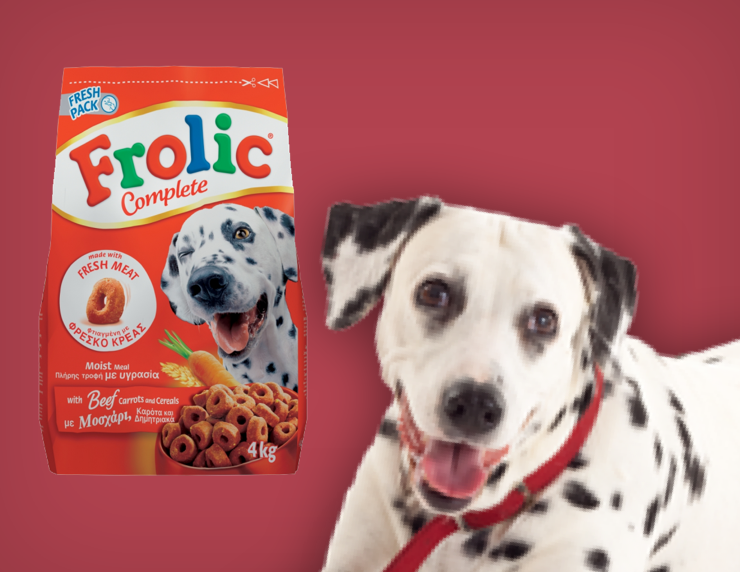 FRESH
PACK
Frolic®
Complete
made with
FRESH MEAT
φτιαγμένη με
ΦΡΕΣΚΟ ΚΡΕΑΣ
Moist Meal
Πλήρης τροφή με υγρασία
with Beef Carrots and Cereals
με Μοσχάρι, Καρότα και
Δημητριακά
4kg